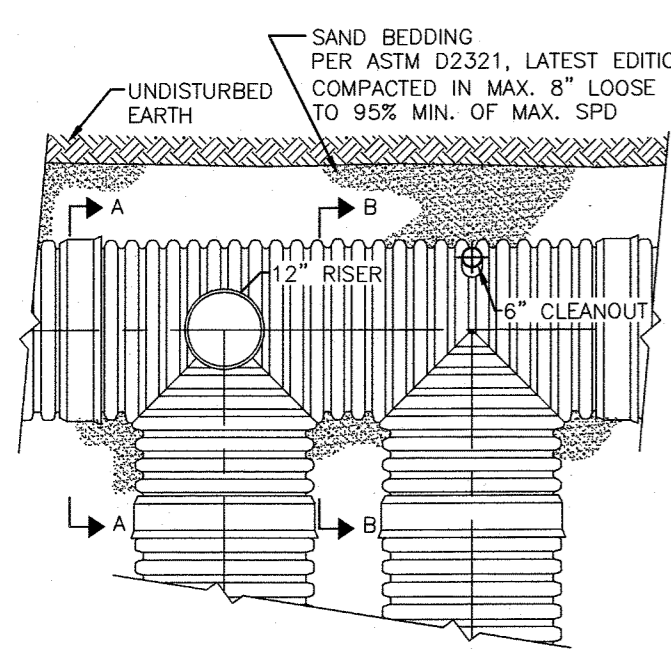 SAND BEDDING
PER ASTM D2321, LATEST EDITIO
COMPACTED IN MAX. 8" LOOSE
TO 95% MIN. OF MAX. SPD
UNDISTURBED
EARTH
A
B
12" RISER
6" CLEANOUT
A
B